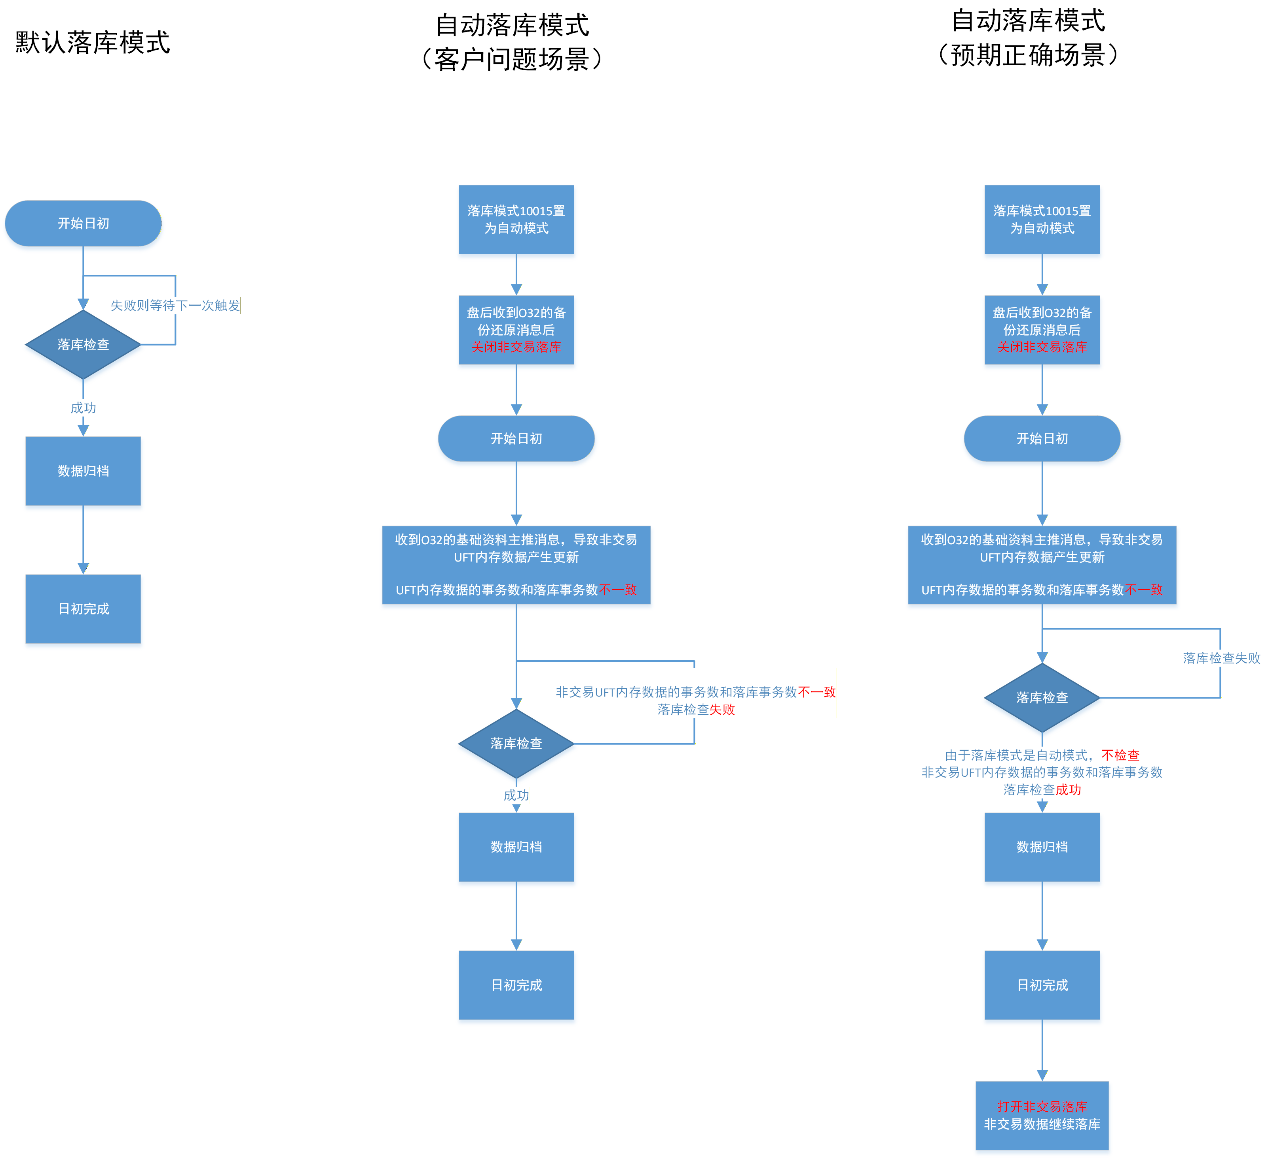 默认落库模式
开始日初
失败则等待下一次触发
落库检查
成功
数据归档
日初完成
自动落库模式
（客户问题场景）
落库模式10015置
为自动模式
盘后收到O32的备
份还原消息后
关闭非交易落库
开始日初
收到O32的基础资料主推消息，导致非交易
UFT内存数据产生更新
UFT内存数据的事务数和落库事务数不一致
非交易UFT内存数据的事务数和落库事务数不一致
落库检查失败
落库检查
成功
数据归档
日初完成
自动落库模式
（预期正确场景）
落库模式10015置
为自动模式
盘后收到O32的备
份还原消息后
关闭非交易落库
开始日初
收到O32的基础资料主推消息，导致非交易
UFT内存数据产生更新
UFT内存数据的事务数和落库事务数不一致
落库检查失败
落库检查
由于落库模式是自动模式，不检查
非交易UFT内存数据的事务数和落库事务数
落库检查成功
数据归档
日初完成
打开非交易落库
非交易数据继续落库